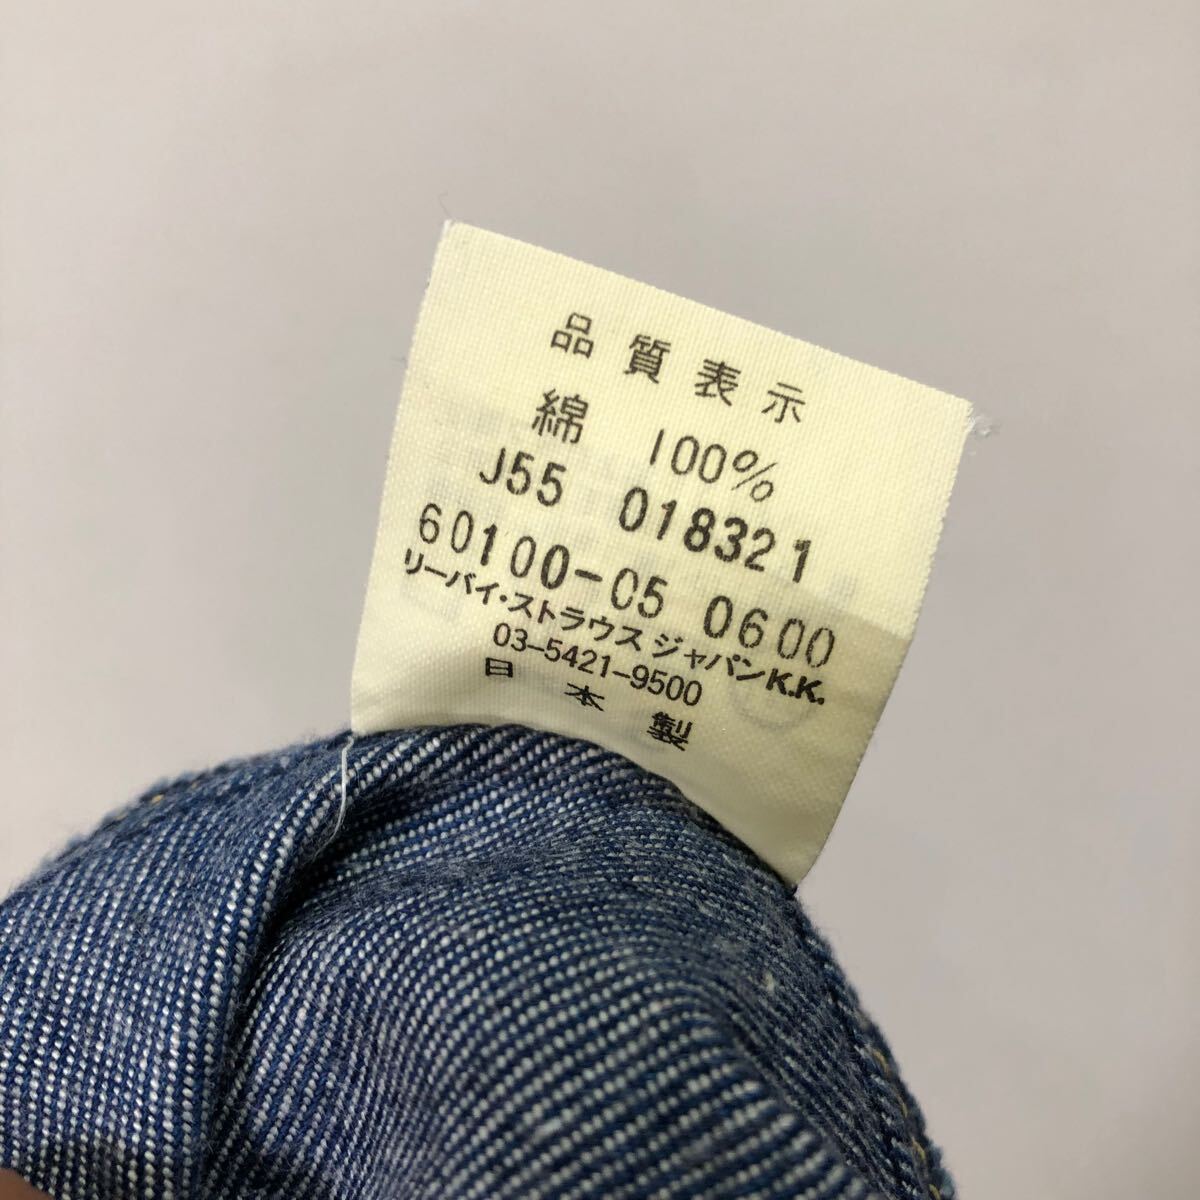 品質表示
綿 100%
J55 018321
60100-05 0600
リーバイ・ストラウス ジャパンK.K.
03-5421-9500
日本製